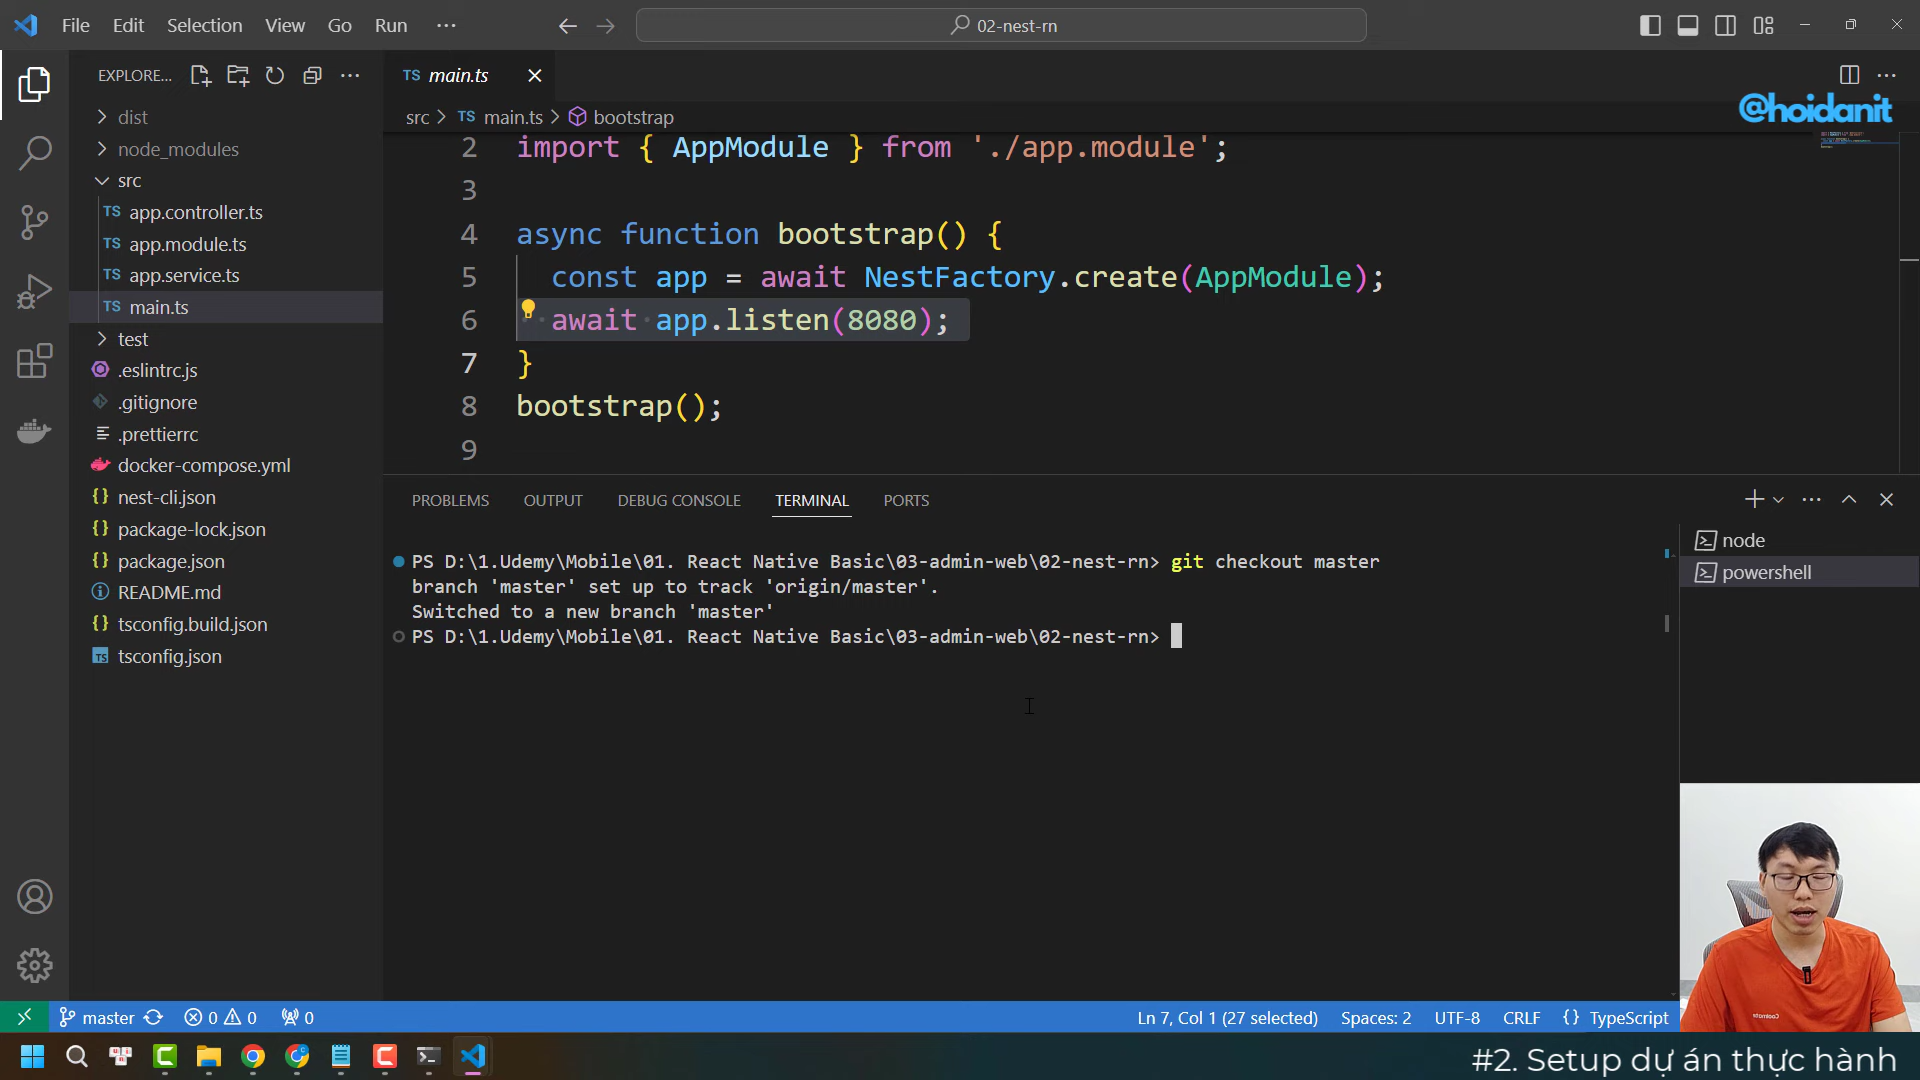 File Edit Selection View Go Run ···
02-nest-rn
EXPLORE...
dist
node_modules
src
TS app.controller.ts
TS app.module.ts
TS app.service.ts
TS main.ts
test
.eslintrc.js
.gitignore
.prettierrc
docker-compose.yml
{} nest-cli.json
{} package-lock.json
{} package.json
README.md
{} tsconfig.build.json
TS tsconfig.json
TS main.ts
@hoidanit
src > TS main.ts > bootstrap
2 import { AppModule } from './app.module';
3
4 async function bootstrap() {
5 const app = await NestFactory.create(AppModule);
6 await app.listen(8080);
7 }
8 bootstrap();
9
PROBLEMS OUTPUT DEBUG CONSOLE TERMINAL PORTS
PS D:\1.Udemy\Mobile\01. React Native Basic\03-admin-web\02-nest-rn> git checkout master
branch 'master' set up to track 'origin/master'.
Switched to a new branch 'master'
PS D:\1.Udemy\Mobile\01. React Native Basic\03-admin-web\02-nest-rn>
node
powershell
master 0 0 0
Ln 7, Col 1 (27 selected) Spaces: 2 UTF-8 CRLF {} TypeScript
#2. Setup dự án thực hành